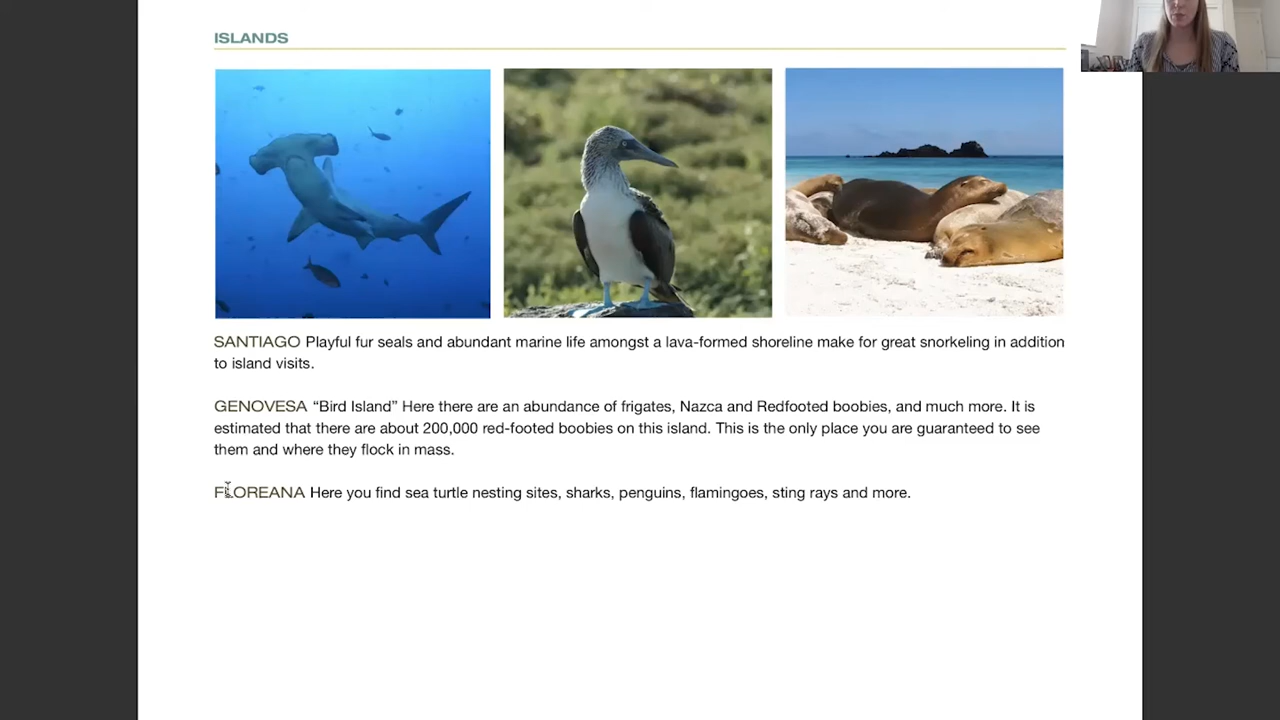 ISLANDS
SANTIAGO Playful fur seals and abundant marine life amongst a lava-formed shoreline make for great snorkeling in addition
to island visits.
GENOVESA “Bird Island” Here there are an abundance of frigates, Nazca and Redfooted boobies, and much more. It is
estimated that there are about 200,000 red-footed boobies on this island. This is the only place you are guaranteed to see
them and where they flock in mass.
FLOREANA Here you find sea turtle nesting sites, sharks, penguins, flamingoes, sting rays and more.